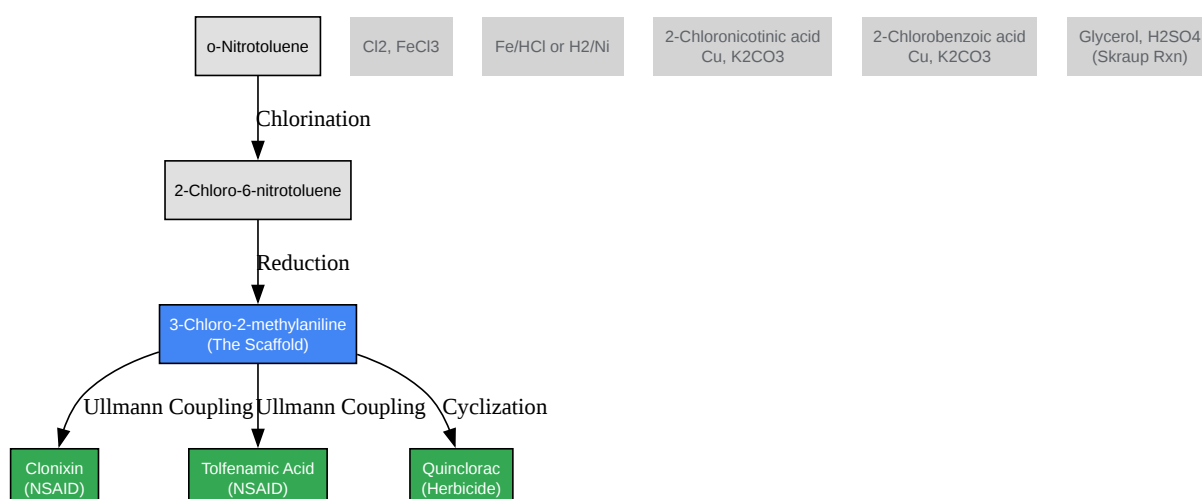 o-Nitrotoluene
Cl2, FeCl3
Fe/HCl or H2/Ni
2-Chloronicotinic acid
Cu, K2CO3
2-Chlorobenzoic acid
Cu, K2CO3
Glycerol, H2SO4
(Skraup Rxn)
Chlorination
2-Chloro-6-nitrotoluene
Reduction
3-Chloro-2-methylaniline
(The Scaffold)
Ullmann Coupling
Ullmann Coupling
Cyclization
Clonixin
(NSAID)
Tolfenamic Acid
(NSAID)
Quinclorac
(Herbicide)